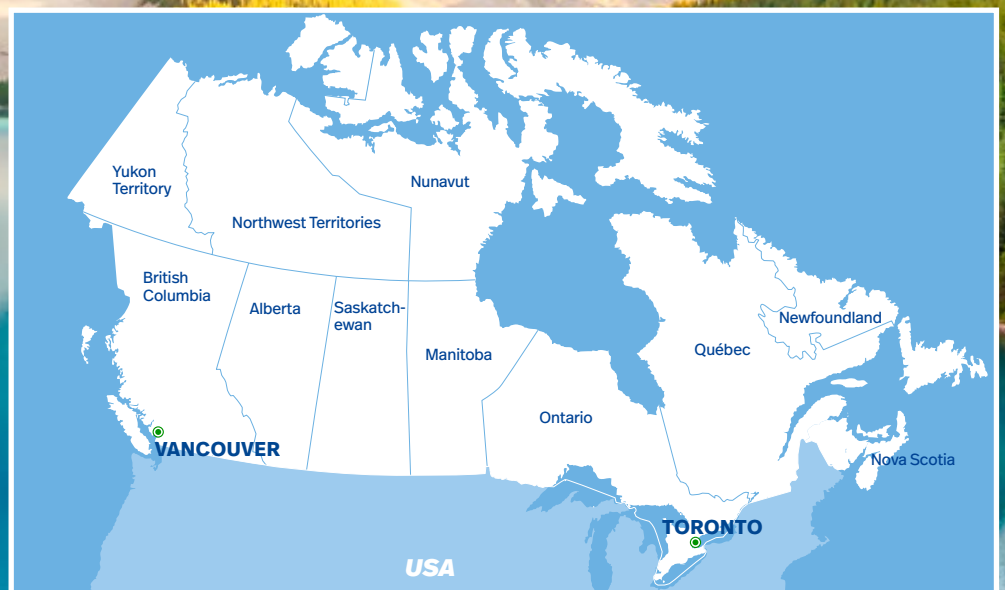 Yukon
Territory
Nunavut
Northwest Territories
British
Columbia
Alberta
Saskatch-
ewan
Newfoundland
Manitoba
Québec
Ontario
VANCOUVER
Nova Scotia
TORONTO
USA